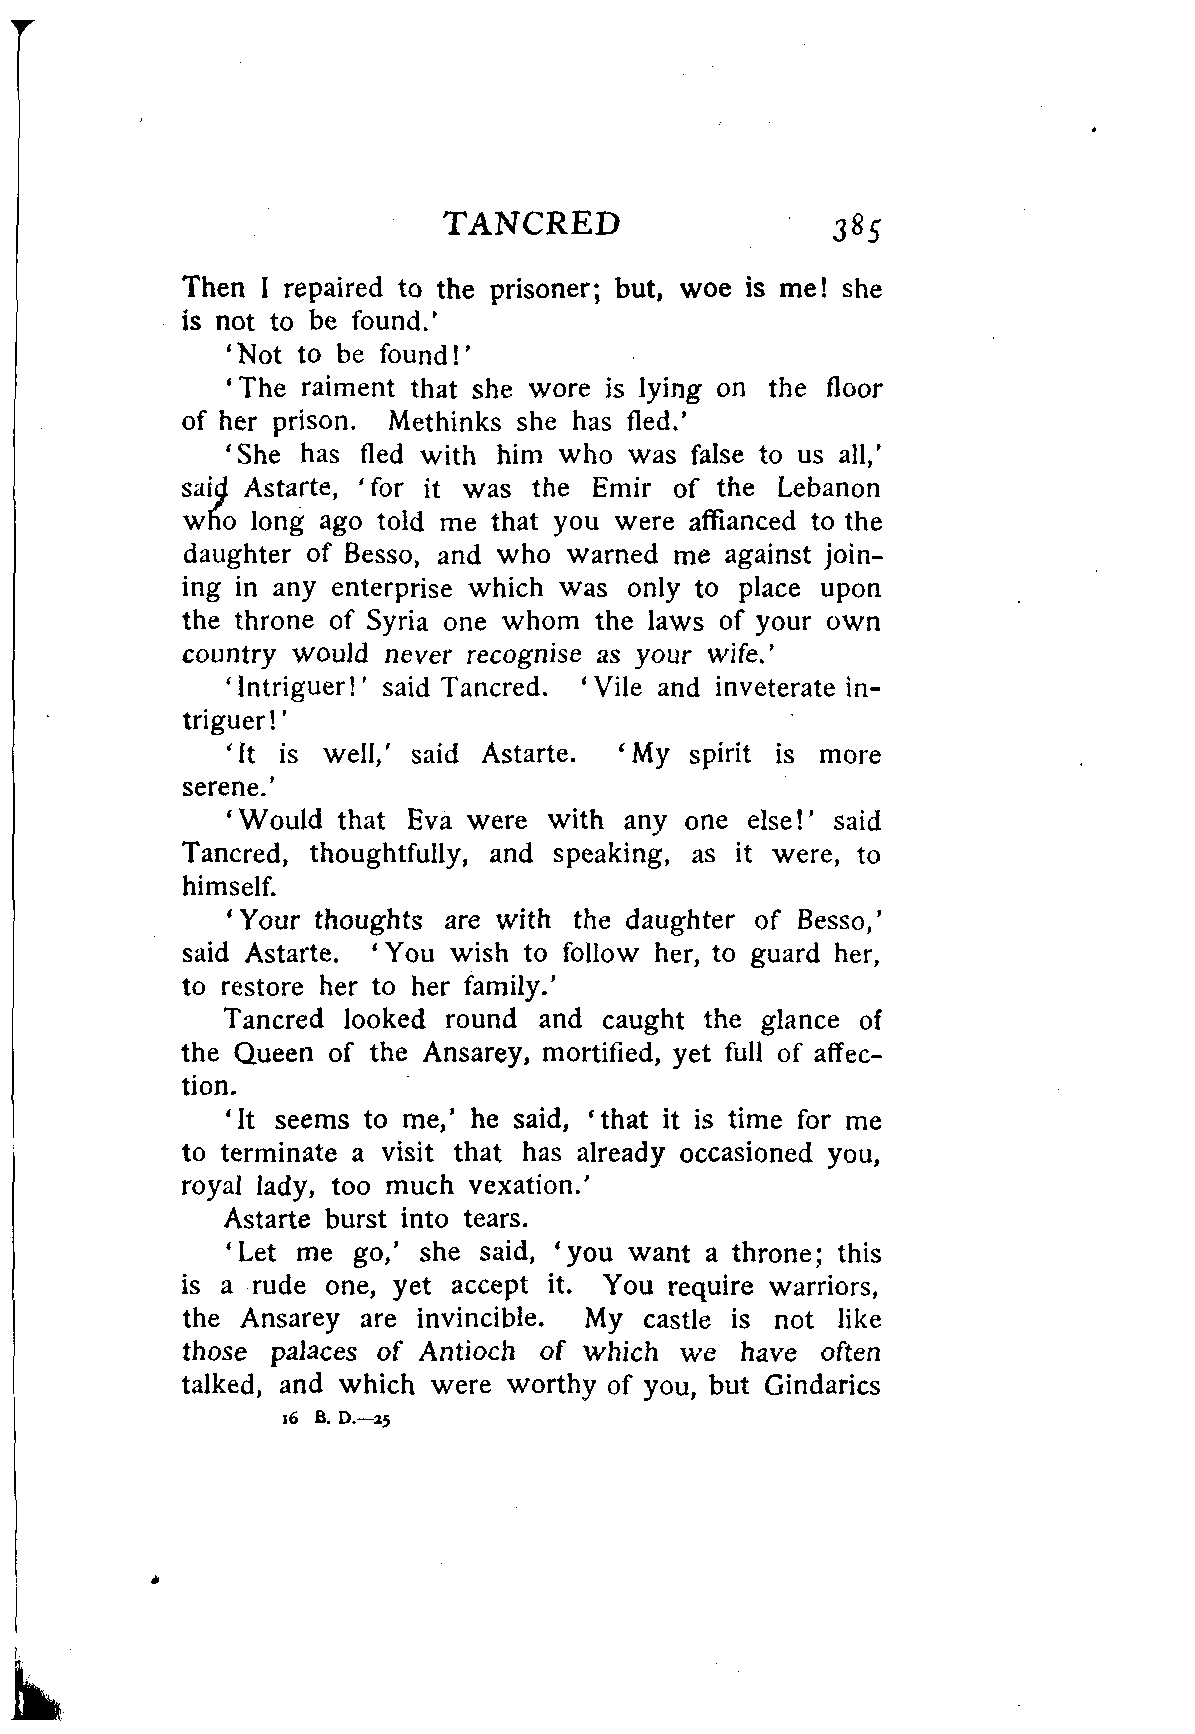 TANCRED 385
Then I repaired to the prisoner; but, woe is me! she
is not to be found.'
'Not to be found!'
'The raiment that she wore is lying on the floor
of her prison. Methinks she has fled.'
'She has fled with him who was false to us all,'
said Astarte, 'for it was the Emir of the Lebanon
who long ago told me that you were affianced to the
daughter of Besso, and who warned me against join-
ing in any enterprise which was only to place upon
the throne of Syria one whom the laws of your own
country would never recognise as your wife.'
'Intriguer!' said Tancred. 'Vile and inveterate in-
triguer!'
'It is well,' said Astarte. 'My spirit is more
serene.'
'Would that Eva were with any one else!' said
Tancred, thoughtfully, and speaking, as it were, to
himself.
'Your thoughts are with the daughter of Besso,'
said Astarte. 'You wish to follow her, to guard her,
to restore her to her family.'
Tancred looked round and caught the glance of
the Queen of the Ansarey, mortified, yet full of affec-
tion.
'It seems to me,' he said, 'that it is time for me
to terminate a visit that has already occasioned you,
royal lady, too much vexation.'
Astarte burst into tears.
'Let me go,' she said, 'you want a throne; this
is a rude one, yet accept it. You require warriors,
the Ansarey are invincible. My castle is not like
those palaces of Antioch of which we have often
talked, and which were worthy of you, but Gindarics
16 B. D.—25